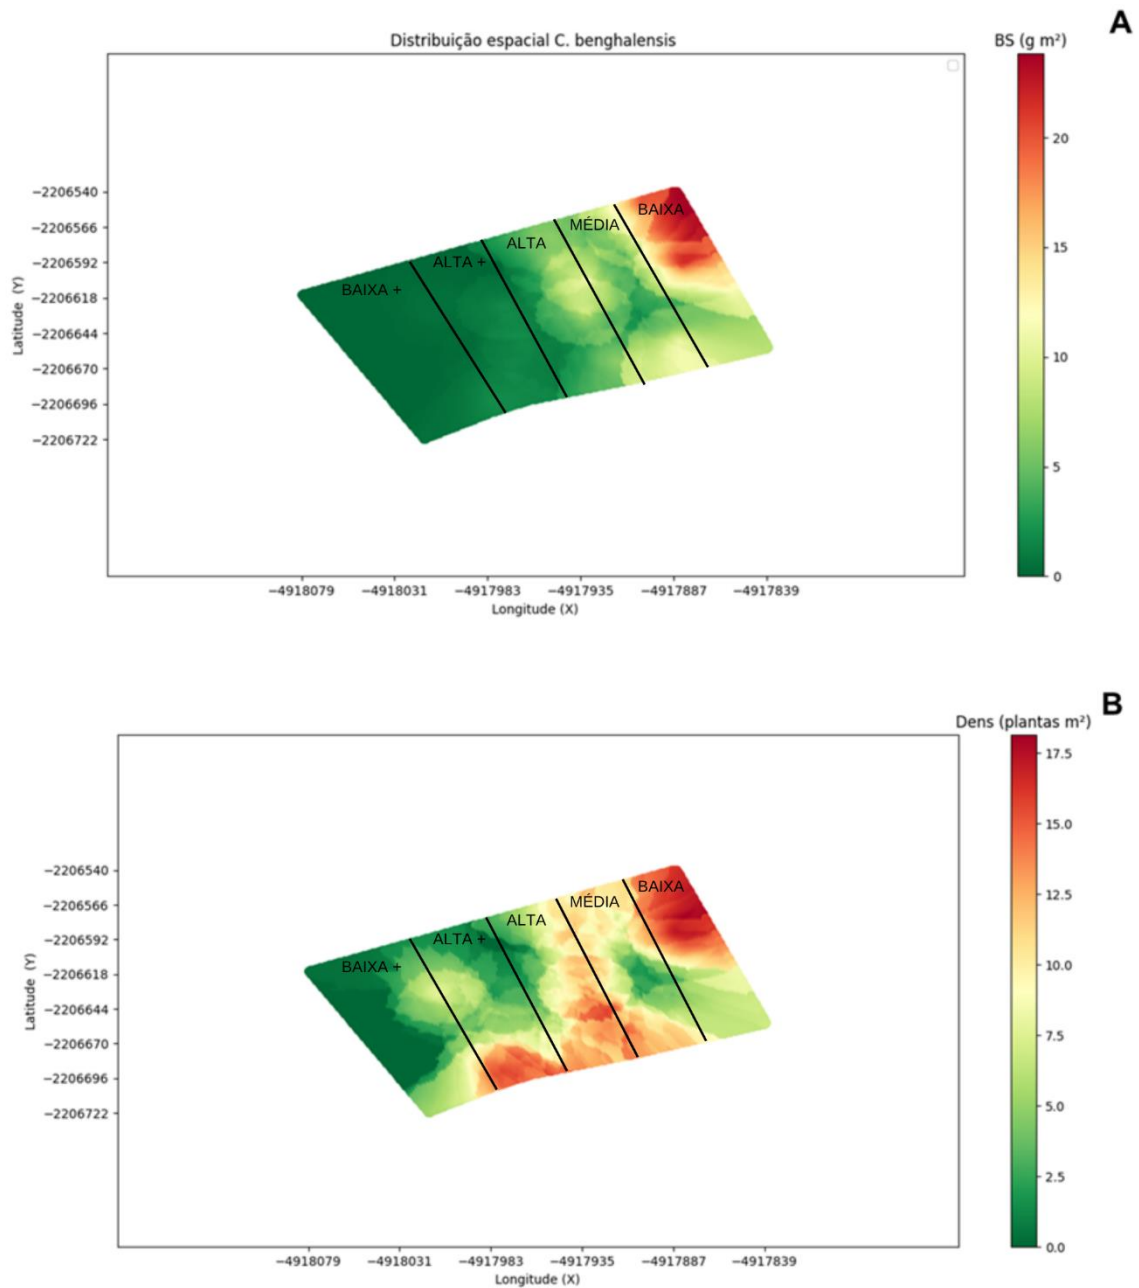 A
Distribuição espacial C. benghalensis
BS (g m²)
20
15
10
5
0
−2206540
−2206566
−2206592
−2206618
−2206644
−2206670
−2206696
−2206722
Latitude (Y)
BAIXA +
ALTA +
ALTA
MÉDIA
BAIXA
−4918079
−4918031
−4917983
−4917935
−4917887
−4917839
Longitude (X)
B
Dens (plantas m²)
17.5
15.0
12.5
10.0
7.5
5.0
2.5
0.0
−2206540
−2206566
−2206592
−2206618
−2206644
−2206670
−2206696
−2206722
Latitude (Y)
BAIXA +
ALTA +
ALTA
MÉDIA
BAIXA
−4918079
−4918031
−4917983
−4917935
−4917887
−4917839
Longitude (X)